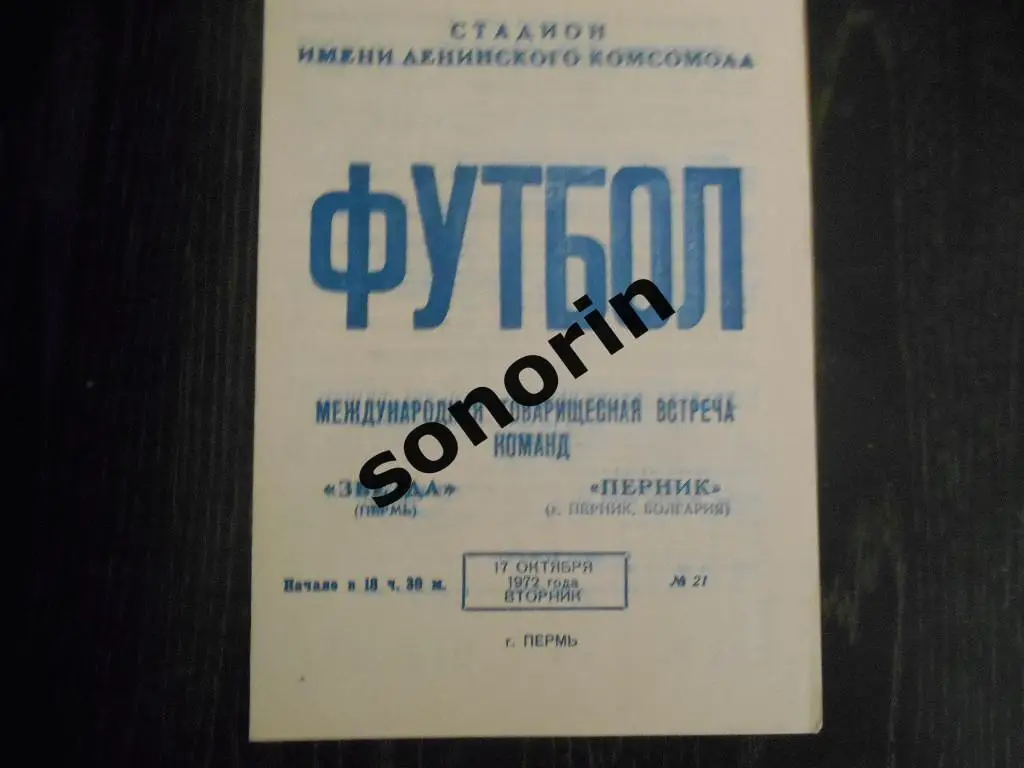 СТАДИОН
ИМЕНИ ЛЕНИНСКОГО КОМСОМОЛА
ФУТБОЛ
МЕЖДУНАРОДНАЯ ТОВАРИЩЕСКАЯ ВСТРЕЧА
КОМАНД
«ЗВЕЗДА» «ПЕРНИК»
(ПЕРМЬ) (г. ПЕРНИК, БОЛГАРИЯ)
17 ОКТЯБРЯ
Начало в 18 ч. 30 м. 1972 года № 21
ВТОРНИК
г. ПЕРМЬ
sonorin